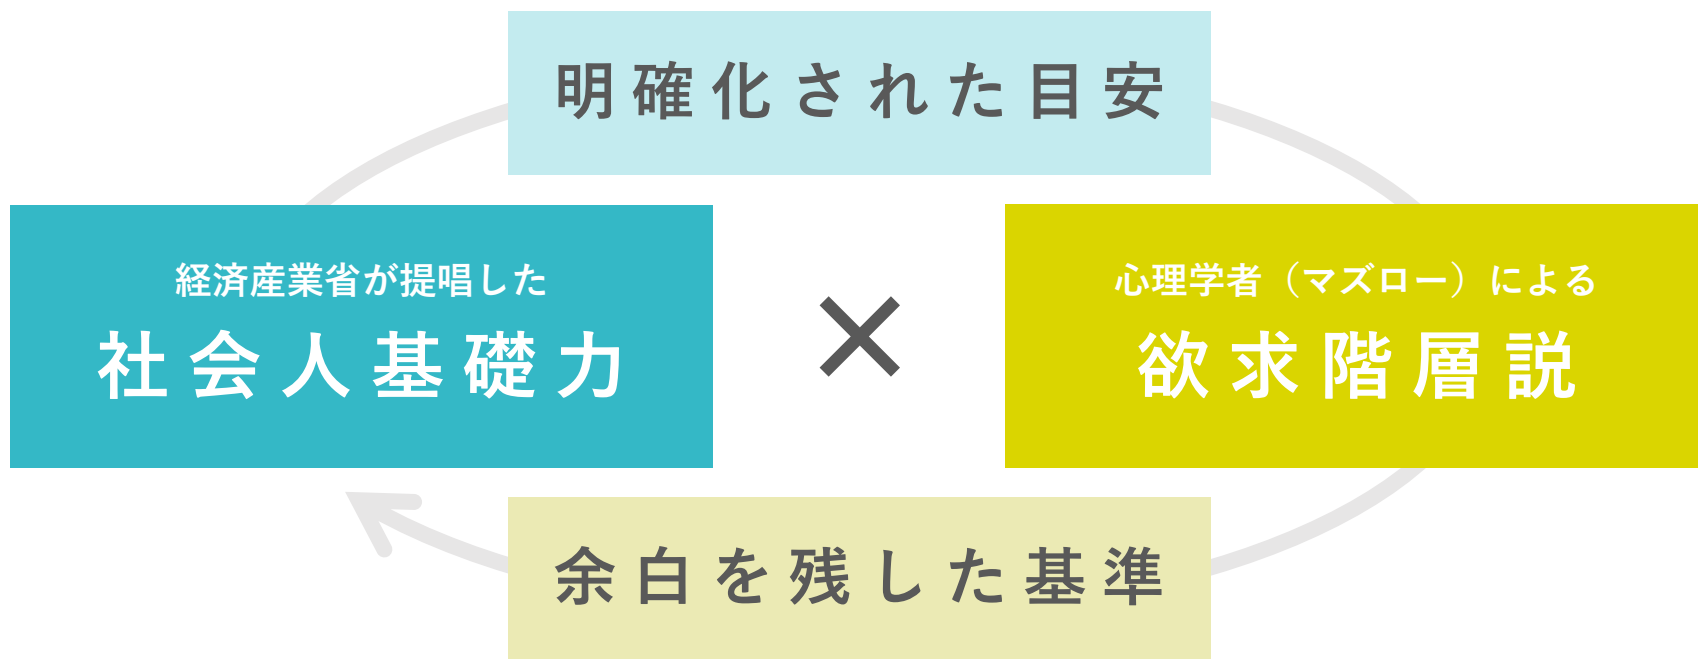 明確化された目安
経済産業省が提唱した
社会人基礎力
×
心理学者（マズロー）による
欲求階層説
余白を残した基準